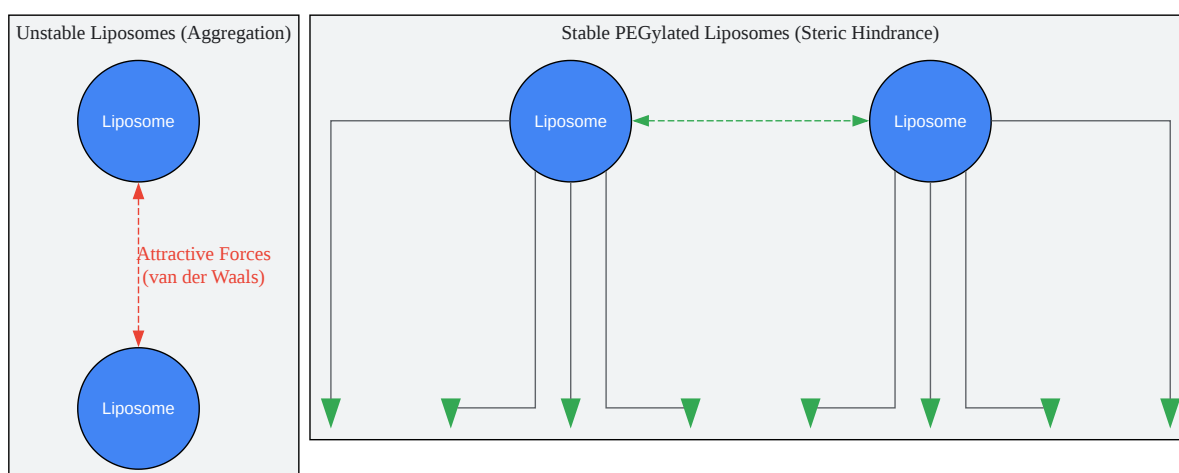 Unstable Liposomes (Aggregation)
Liposome
Attractive Forces
(van der Waals)
Liposome
Stable PEGylated Liposomes (Steric Hindrance)
Liposome
Liposome